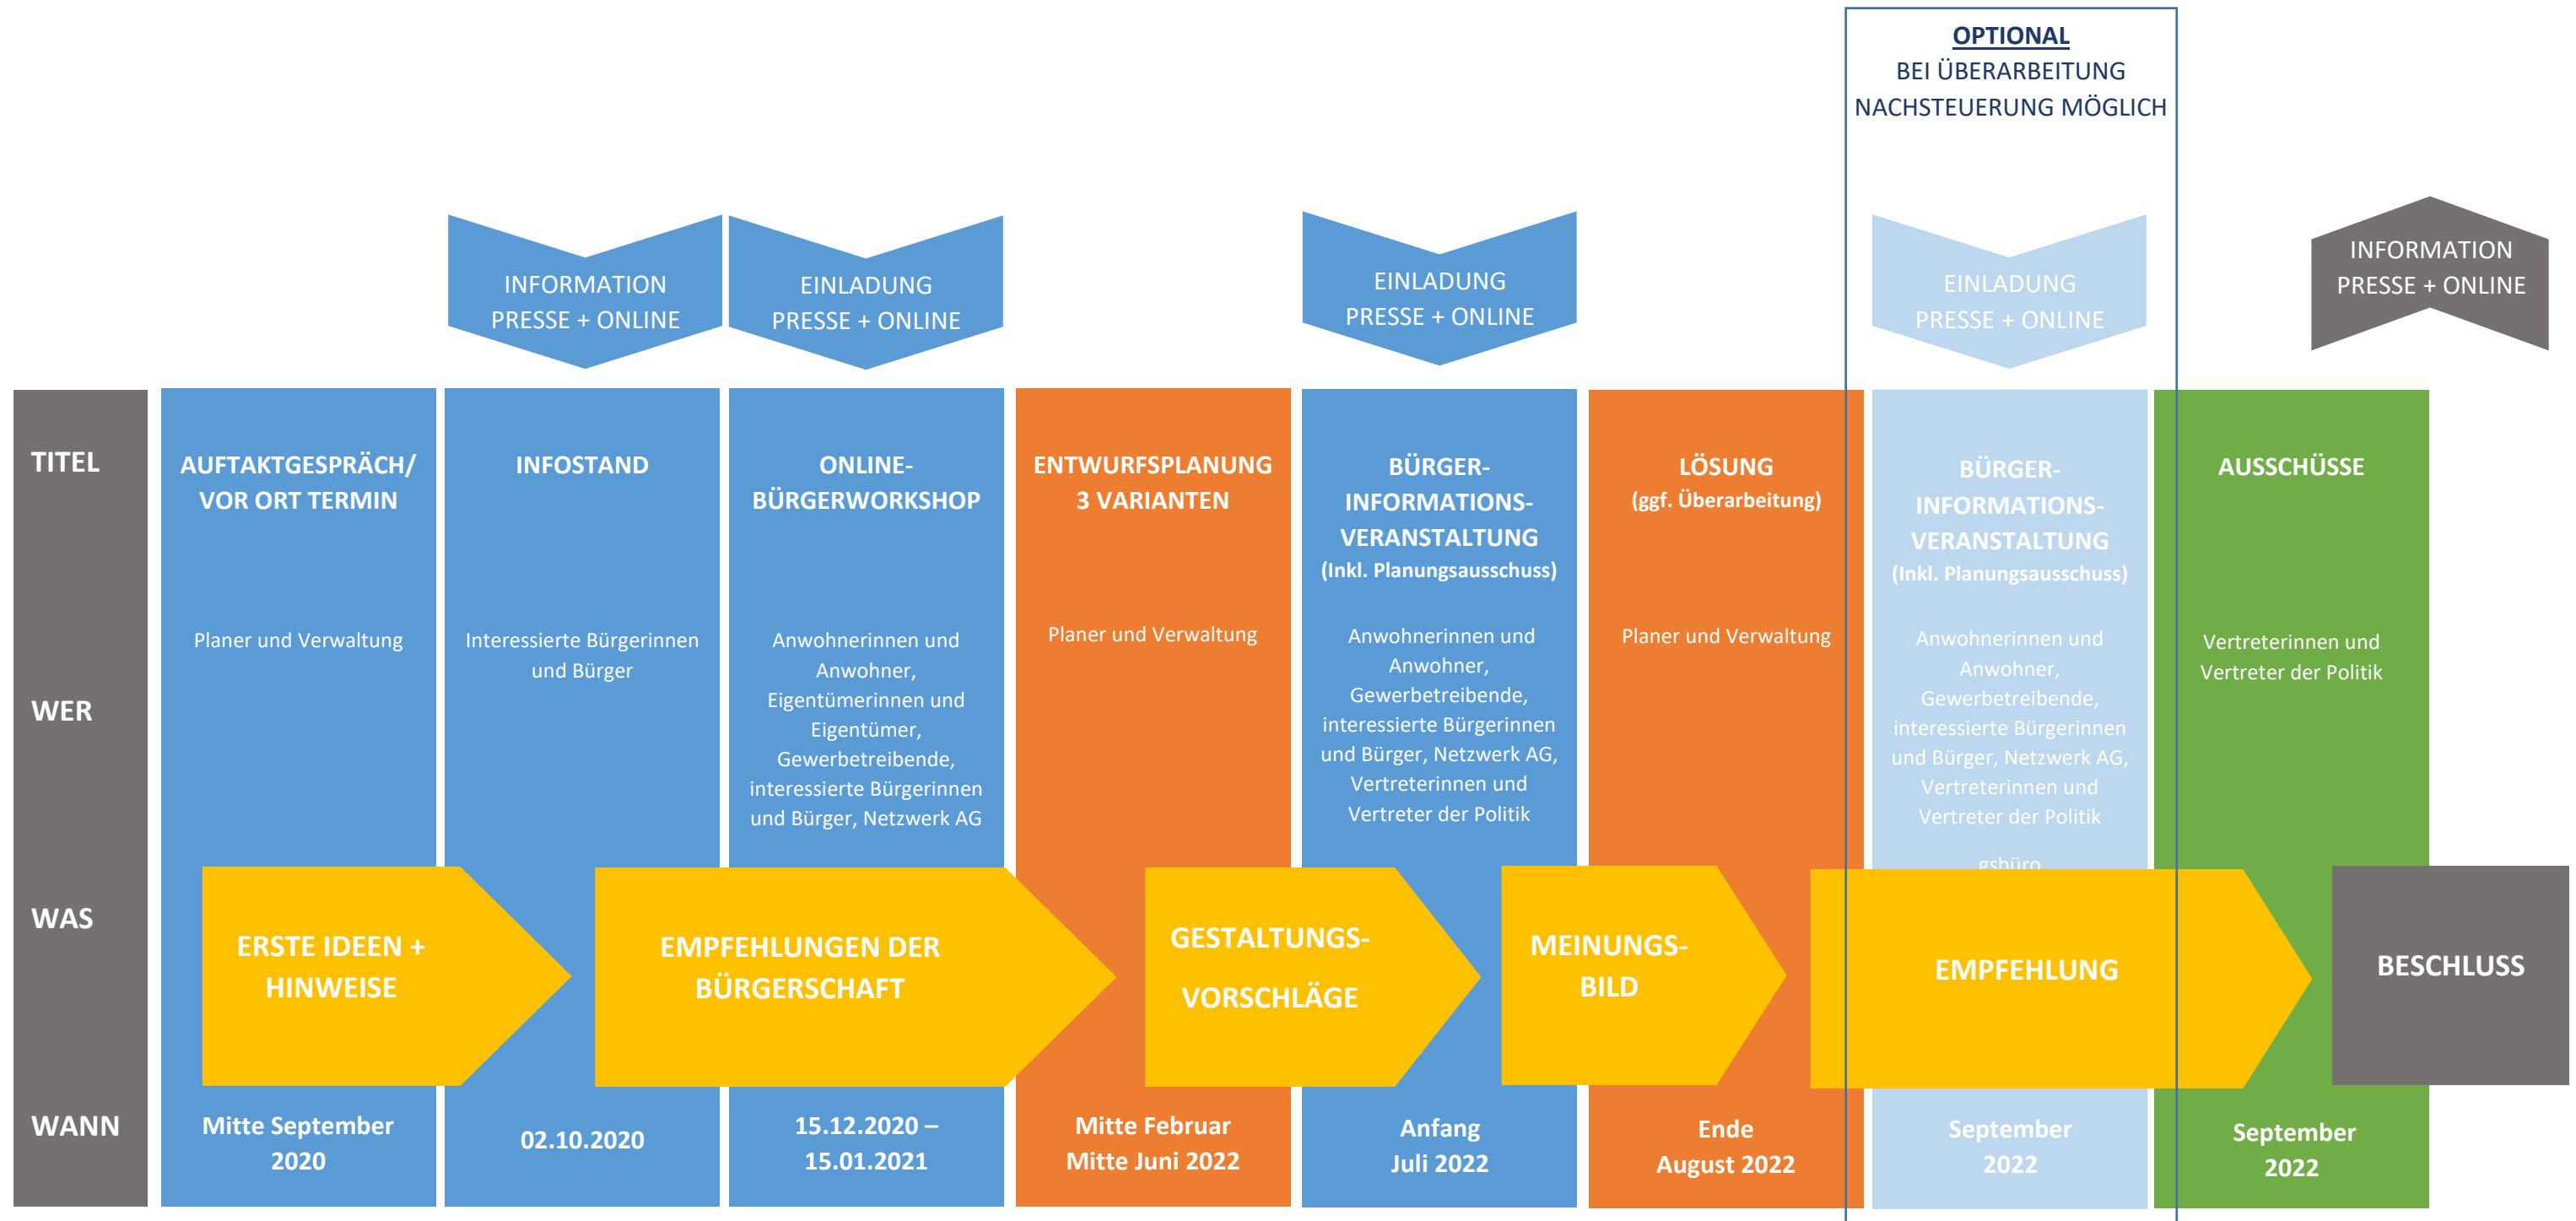 OPTIONAL
BEI ÜBERARBEITUNG
NACHSTEUERUNG MÖGLICH
INFORMATION
PRESSE + ONLINE
EINLADUNG
PRESSE + ONLINE
EINLADUNG
PRESSE + ONLINE
EINLADUNG
PRESSE + ONLINE
INFORMATION
PRESSE + ONLINE
TITEL
WER
WAS
WANN
AUFTAKTGESPRÄCH/
VOR ORT TERMIN
Planer und Verwaltung
Mitte September
2020
INFOSTAND
Interessierte Bürgerinnen
und Bürger
02.10.2020
ONLINE-
BÜRGERWORKSHOP
Anwohnerinnen und
Anwohner,
Eigentümerinnen und
Eigentümer,
Gewerbetreibende,
interessierte Bürgerinnen
und Bürger, Netzwerk AG
15.12.2020 –
15.01.2021
ENTWURFSPLANUNG
3 VARIANTEN
Planer und Verwaltung
Mitte Februar
Mitte Juni 2022
BÜRGER-
INFORMATIONS-
VERANSTALTUNG
(Inkl. Planungsausschuss)
Anwohnerinnen und
Anwohner,
Gewerbetreibende,
interessierte Bürgerinnen
und Bürger, Netzwerk AG,
Vertreterinnen und
Vertreter der Politik
Anfang
Juli 2022
LÖSUNG
(ggf. Überarbeitung)
Planer und Verwaltung
Ende
August 2022
BÜRGER-
INFORMATIONS-
VERANSTALTUNG
(Inkl. Planungsausschuss)
Anwohnerinnen und
Anwohner,
Gewerbetreibende,
interessierte Bürgerinnen
und Bürger, Netzwerk AG,
Vertreterinnen und
Vertreter der Politik
gsbüro
September
2022
AUSSCHÜSSE
Vertreterinnen und
Vertreter der Politik
September
2022
ERSTE IDEEN +
HINWEISE
EMPFEHLUNGEN DER
BÜRGERSCHAFT
GESTALTUNGS-
VORSCHLÄGE
MEINUNGS-
BILD
EMPFEHLUNG
BESCHLUSS